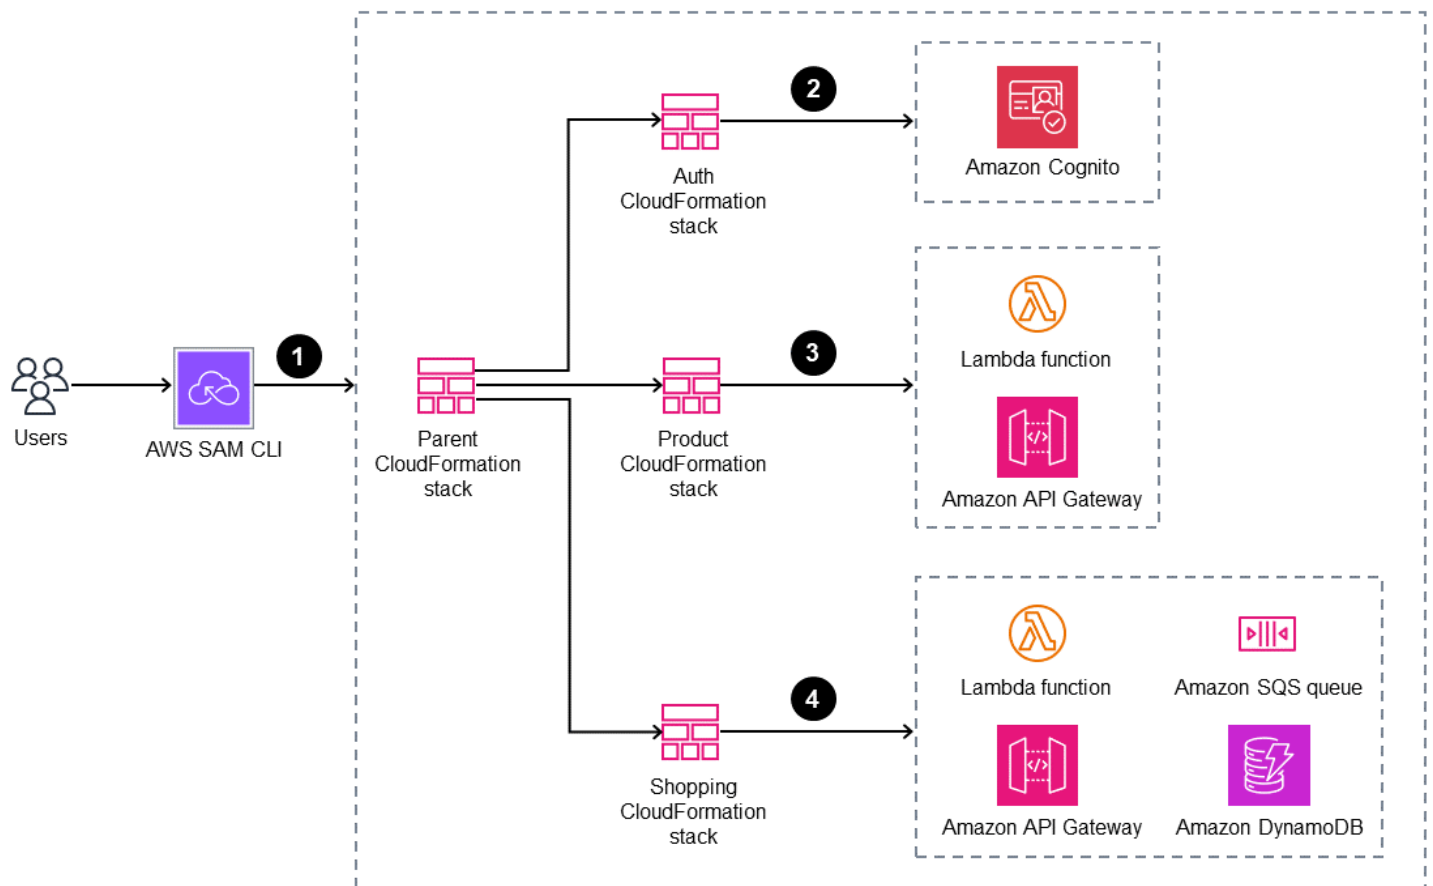 Users
AWS SAM CLI
1
Parent
CloudFormation
stack
Auth
CloudFormation
stack
2
Amazon Cognito
Product
CloudFormation
stack
3
Lambda function
Amazon API Gateway
Shopping
CloudFormation
stack
4
Lambda function
Amazon SQS queue
Amazon API Gateway
Amazon DynamoDB